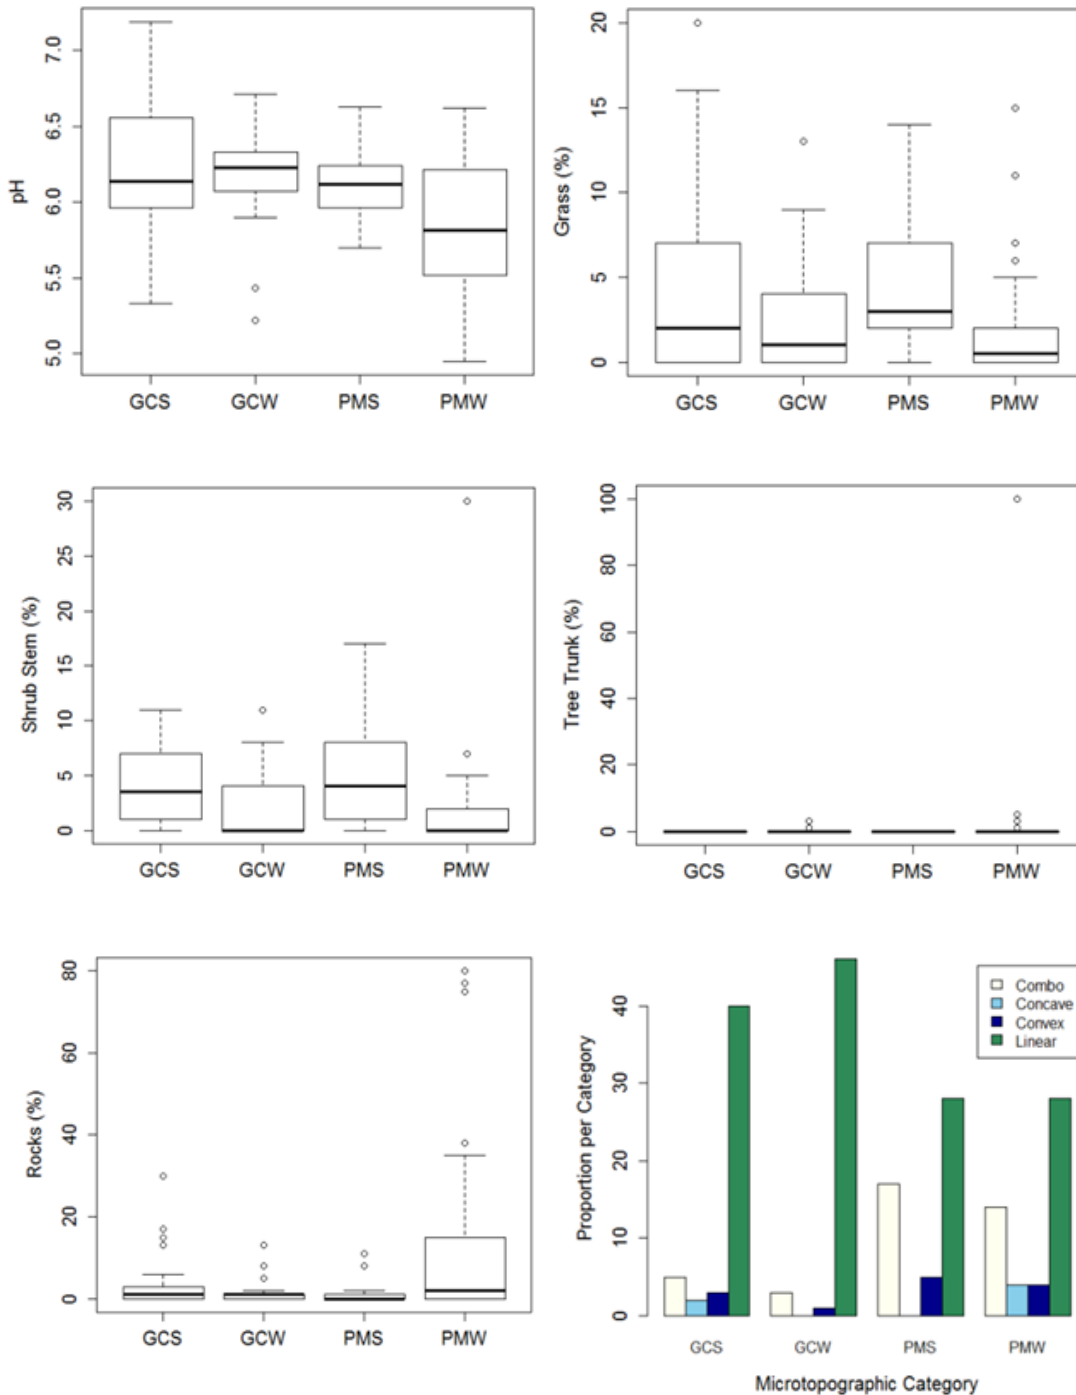 pH
7.0
6.5
6.0
5.5
5.0
GCS GCW PMS PMW
Grass (%)
20
15
10
5
0
GCS GCW PMS PMW
Shrub Stem (%)
30
25
20
15
10
5
0
GCS GCW PMS PMW
Tree Trunk (%)
100
80
60
40
20
0
GCS GCW PMS PMW
Rocks (%)
80
60
40
20
0
GCS GCW PMS PMW
Proportion per Category
40
30
20
10
0
Combo
Concave
Convex
Linear
GCS GCW PMS PMW
Microtopographic Category